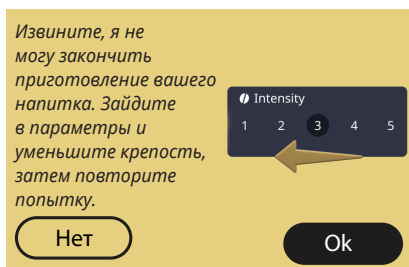 Извините, я не
могу закончить
приготовление вашего
напитка. Зайдите
в параметры и
уменьшите крепость,
затем повторите
попытку.
Intensity
1 2 3 4 5
Нет
Ok